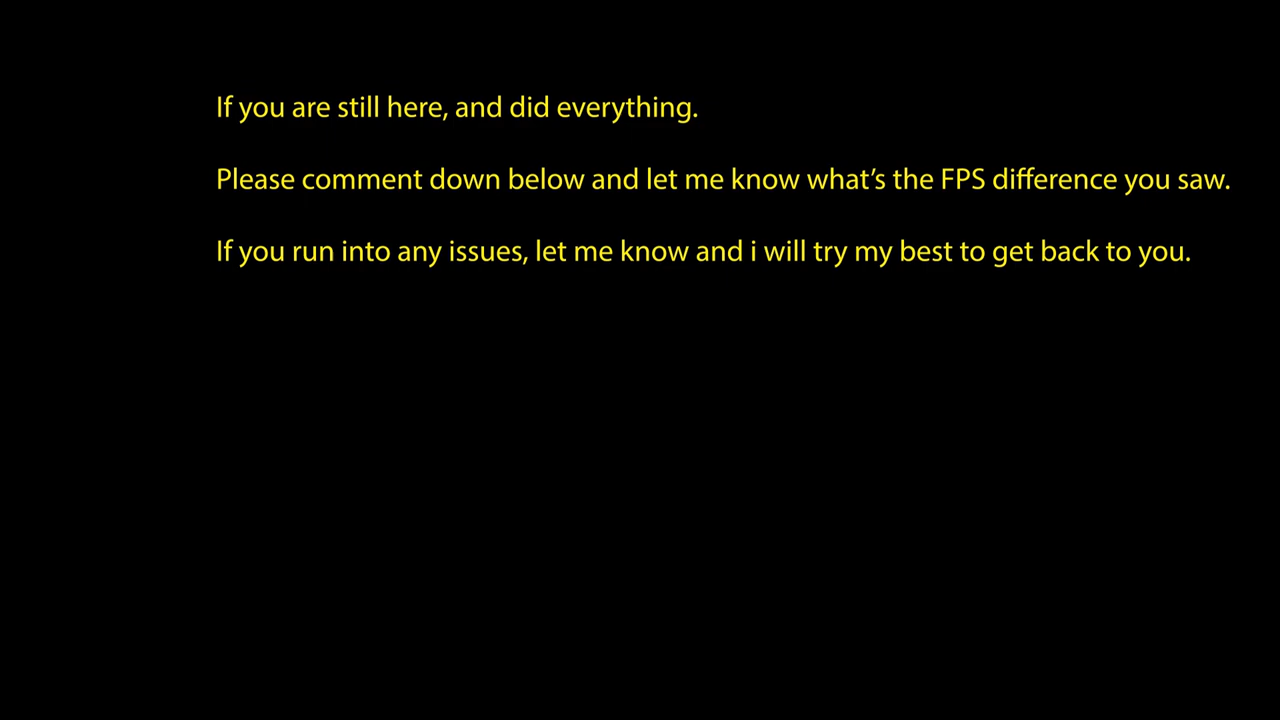 If you are still here, and did everything.
Please comment down below and let me know what’s the FPS difference you saw.
If you run into any issues, let me know and i will try my best to get back to you.